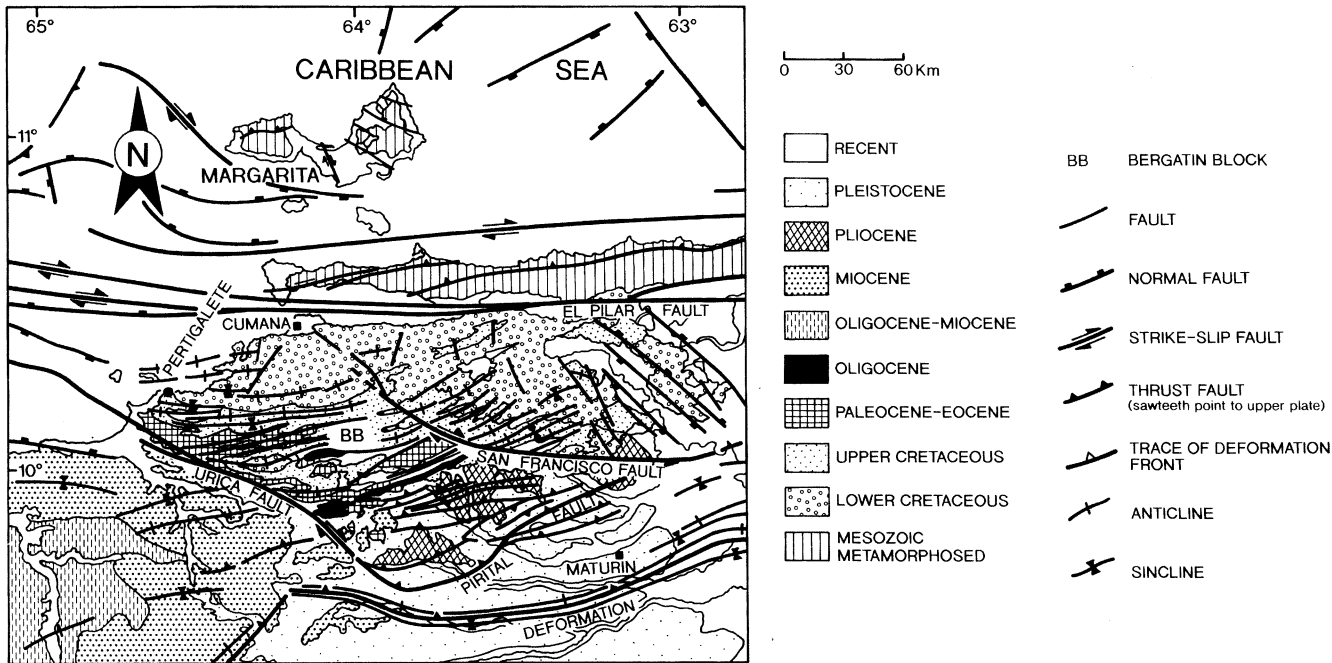 65°
64°
63°
CARIBBEAN SEA
11°
N
MARGARITA
PERTIGALETE
CUMANA
EL PILAR FAULT
BB
10°
URICA FAULT
SAN FRANCISCO FAULT
PIRITAL FAULT
MATURIN
DEFORMATION
0 30 60 Km
RECENT
PLEISTOCENE
PLIOCENE
MIOCENE
OLIGOCENE-MIOCENE
OLIGOCENE
PALEOCENE-EOCENE
UPPER CRETACEOUS
LOWER CRETACEOUS
MESOZOIC
METAMORPHOSED
BB BERGATIN BLOCK
FAULT
NORMAL FAULT
STRIKE-SLIP FAULT
THRUST FAULT
(sawteeth point to upper plate)
TRACE OF DEFORMATION
FRONT
ANTICLINE
SINCLINE